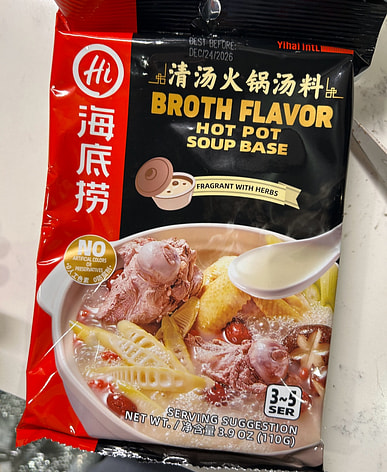 BEST BEFORE:
DEC/24/2026
Yihai Int'l
Hi
海底捞
清汤火锅汤料
BROTH FLAVOR
HOT POT
SOUP BASE
FRAGRANT WITH HERBS
NO
ARTIFICIAL COLORS
OR
PRESERVATIVES
3~5
SER
SERVING SUGGESTION
NET WT. / 净含量 3.9 OZ (110G)